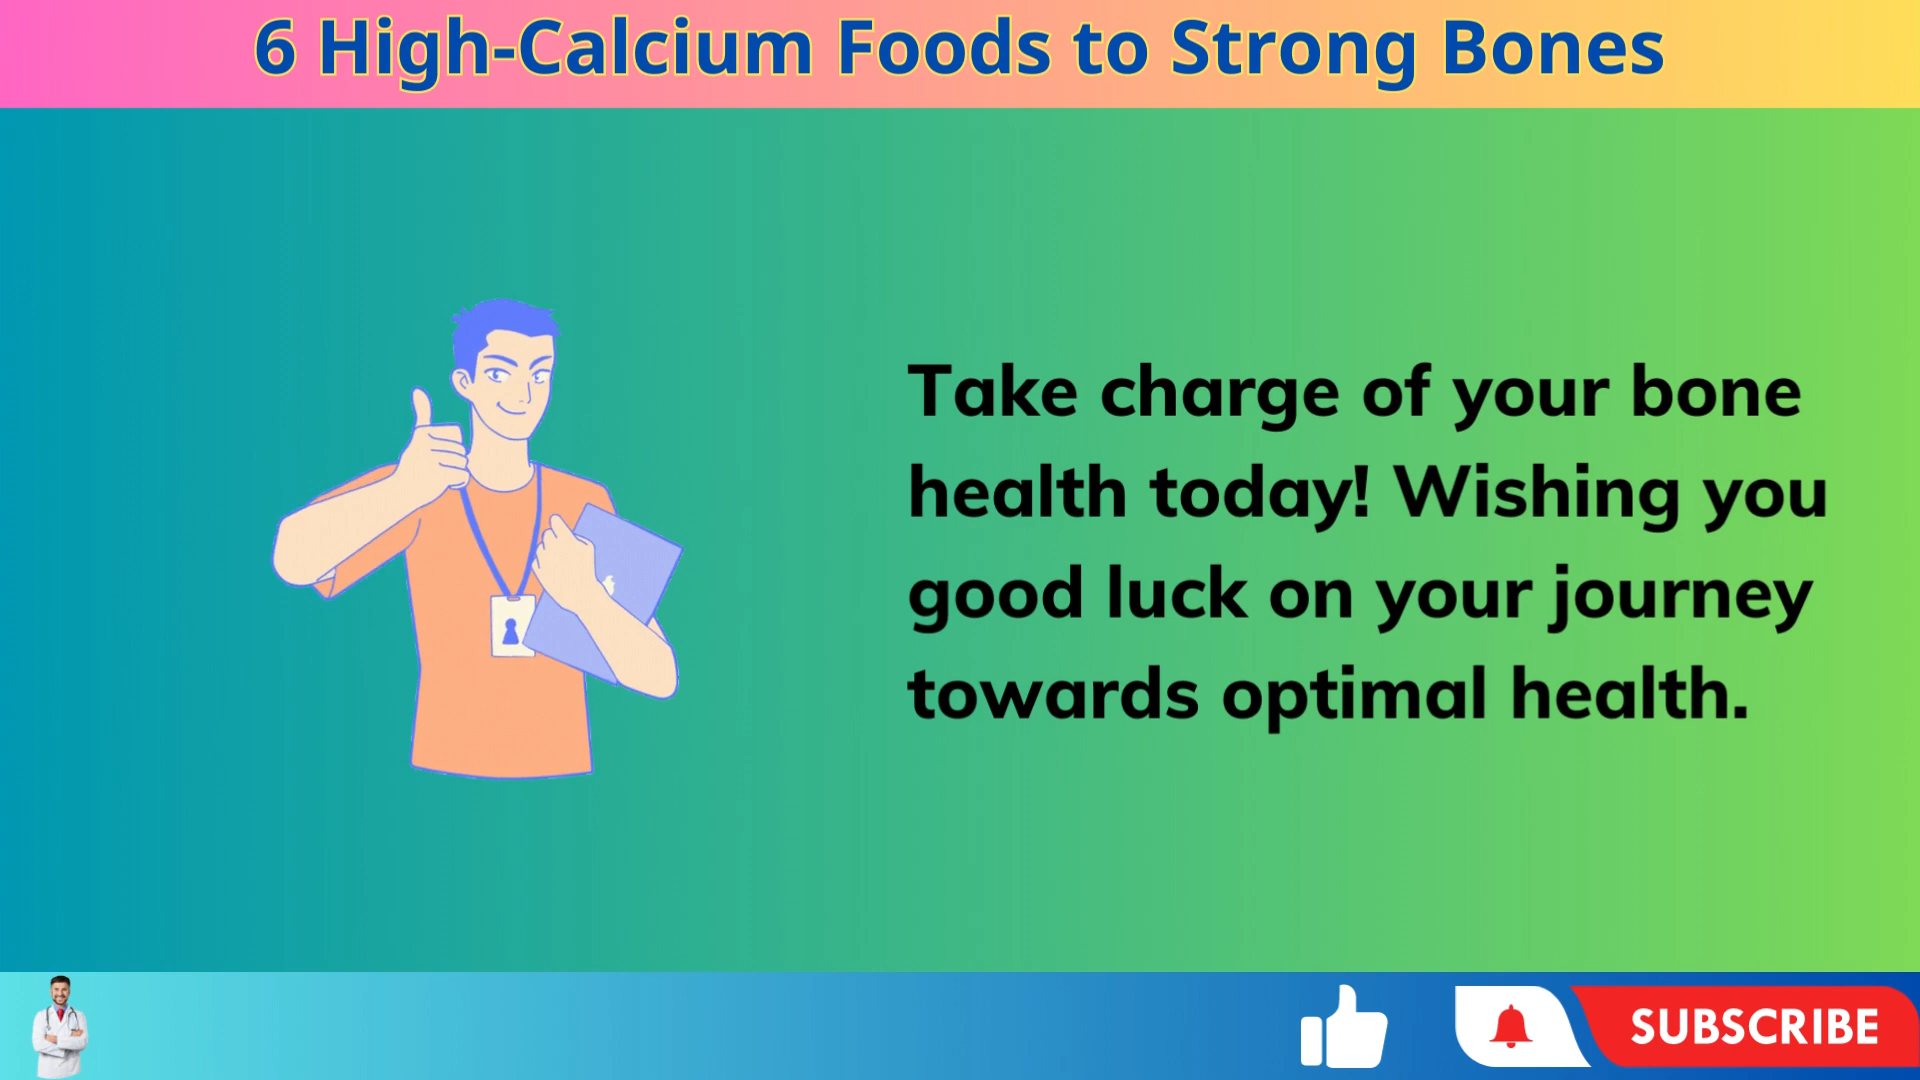 6 High-Calcium Foods to Strong Bones
Take charge of your bone
health today! Wishing you
good luck on your journey
towards optimal health.
SUBSCRIBE